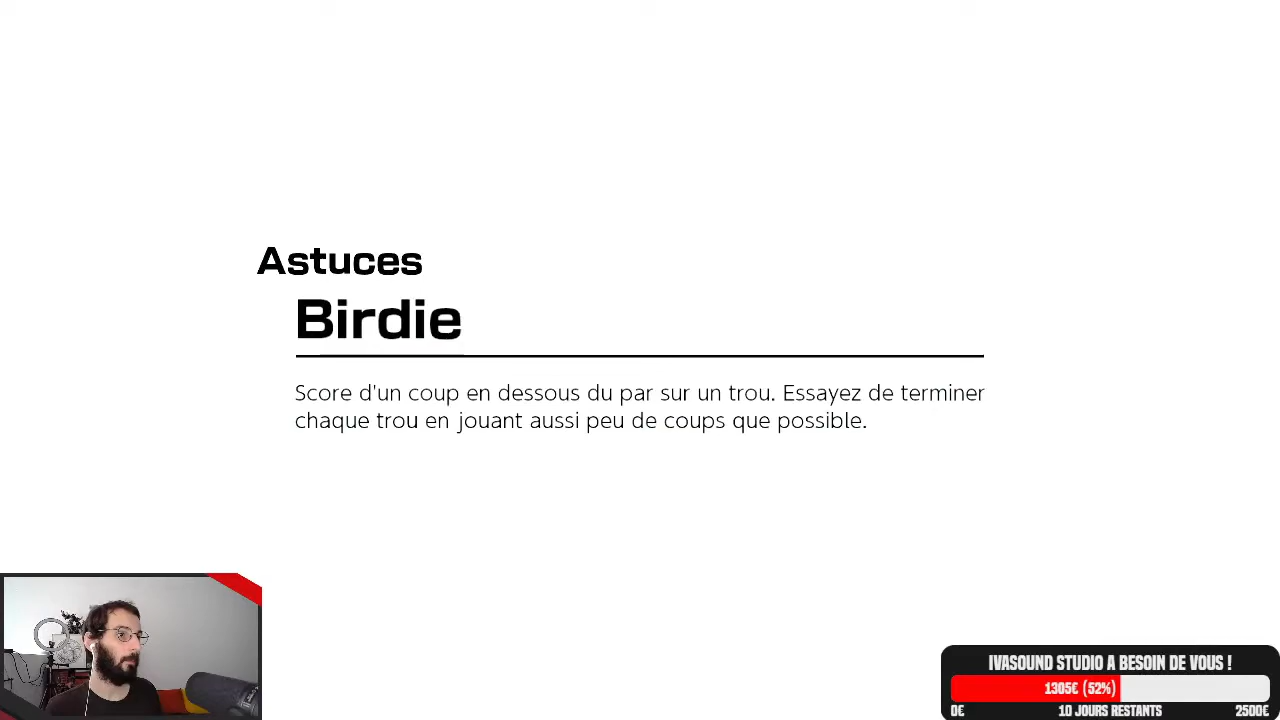 Astuces
Birdie
Score d'un coup en dessous du par sur un trou. Essayez de terminer
chaque trou en jouant aussi peu de coups que possible.
IVASOUND STUDIO A BESOIN DE VOUS !
1305€ (52%)
0€ 10 JOURS RESTANTS 2500€